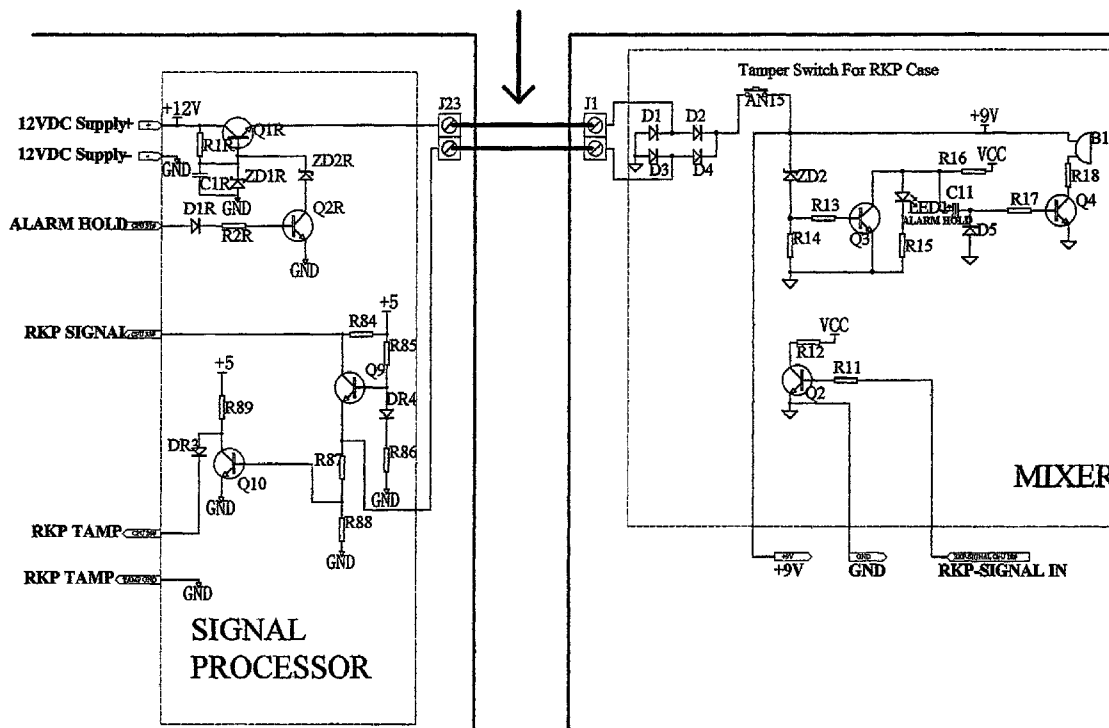 Tamper Switch For RKP Case
AN15
J23
J1
D1
D2
D3
D4
+12V
12VDC Supply+
+
Q1R
R1R
12VDC Supply-
-
GND
ZD2R
C1R
ZD1R
GND
D1R
Q2R
ALARM HOLD
R2R
GND
+9V
B1
R16
VCC
R18
ZD2
LED1
C11
R13
R17
Q4
ALARM HOLD
R14
Q3
R15
D5
+5
RKP SIGNAL
R84
R85
+5
Q9
DR4
R89
DR3
R87
R86
Q10
GND
GND
R88
RKP TAMP
GND
RKP TAMP
GND
SIGNAL
PROCESSOR
VCC
R12
R11
Q2
MIXER
+9V
GND
GND
+9V
RKP-SIGNAL IN